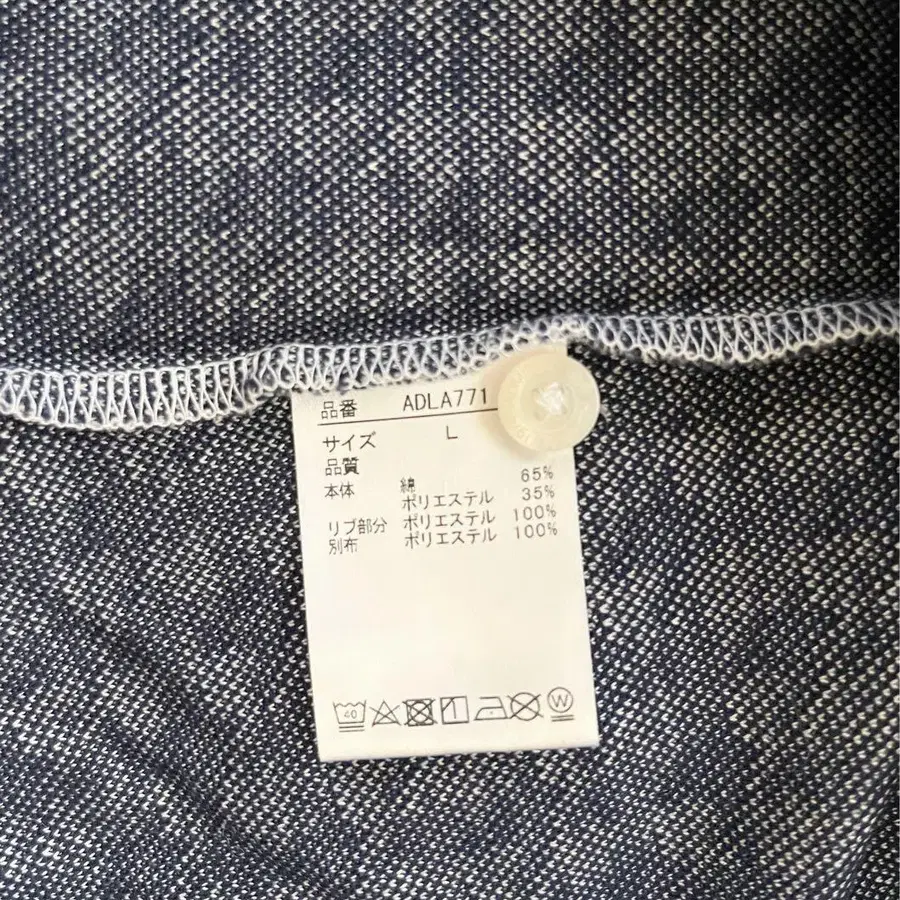 品番 ADLA771
サイズ L
品質
本体 綿 65%
ポリエステル 35%
リブ部分 ポリエステル 100%
別布 ポリエステル 100%
40
W